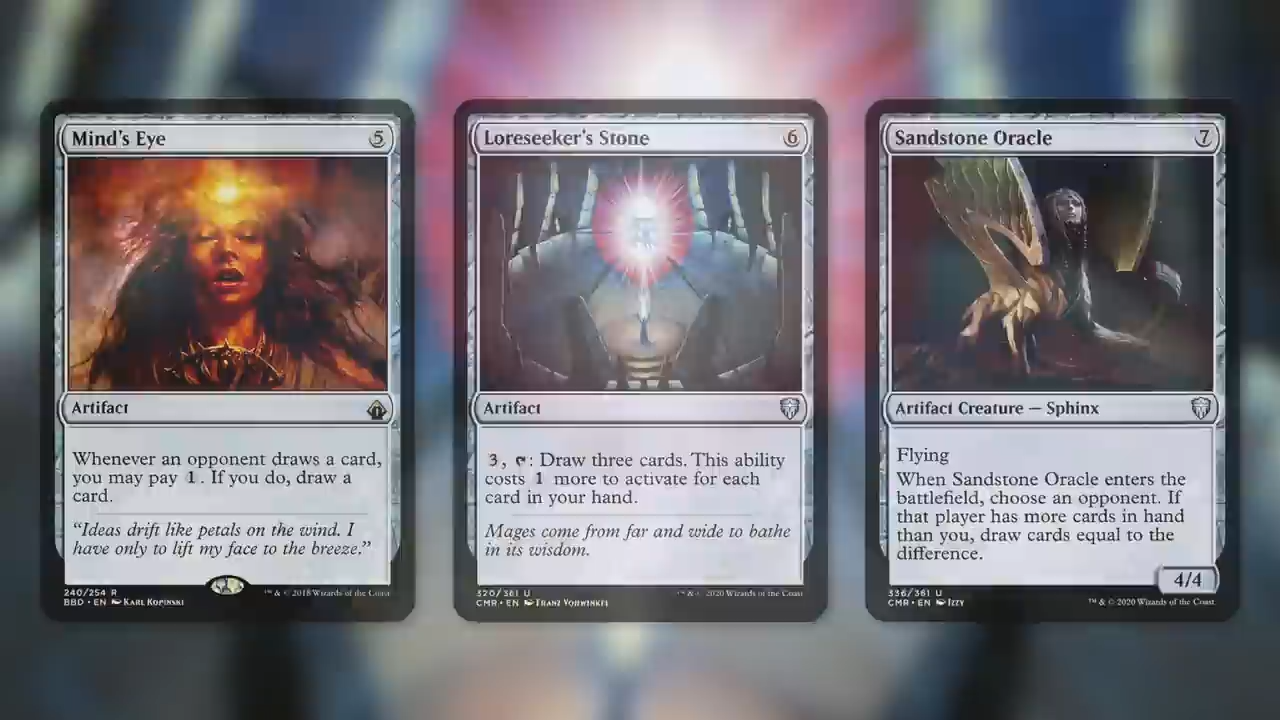 Mind's Eye 5
Artifact
Whenever an opponent draws a card,
you may pay 1. If you do, draw a
card.
"Ideas drift like petals on the wind. I
have only to lift my face to the breeze."
240/254 R
BBD • EN Karl Kopinski
™ & © 2018 Wizards of the Coast
Loreseeker's Stone 6
Artifact
3, : Draw three cards. This ability
costs 1 more to activate for each
card in your hand.
Mages come from far and wide to bathe
in its wisdom.
320/361 U
CMR • EN Franz Vohwinkel
™ & © 2020 Wizards of the Coast
Sandstone Oracle 7
Artifact Creature — Sphinx
Flying
When Sandstone Oracle enters the
battlefield, choose an opponent. If
that player has more cards in hand
than you, draw cards equal to the
difference.
4/4
336/361 U
CMR • EN Izzy
™ & © 2020 Wizards of the Coast